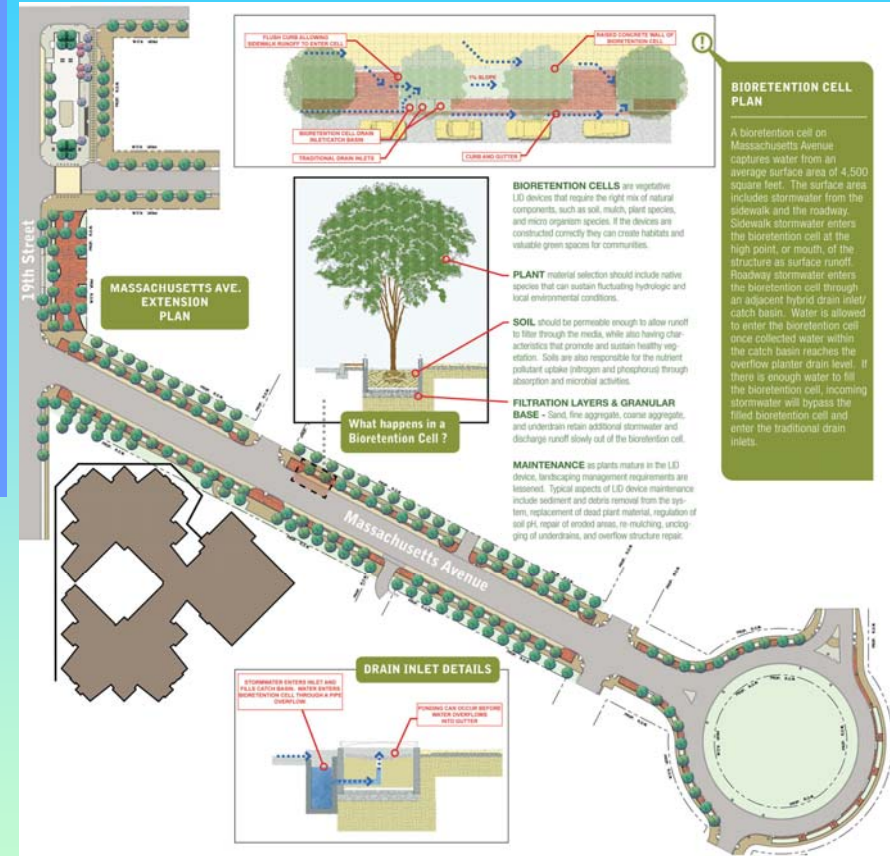 FLUSH CURB ALLOWING
SIDEWALK RUNOFF TO ENTER CELL
RAISED CONCRETE WALL OF
BIORETENTION CELL
1% SLOPE
BIORETENTION CELL DRAIN
INLET/CATCH BASIN
TRADITIONAL DRAIN INLETS
CURB AND GUTTER
!
BIORETENTION CELL
PLAN
A bioretention cell on
Massachusetts Avenue
captures water from an
average surface area of 4,500
square feet. The surface area
includes stormwater from the
sidewalk and the roadway.
Sidewalk stormwater enters
the bioretention cell at the
high point, or mouth, of the
structure as surface runoff.
Roadway stormwater enters
the bioretention cell through
an adjacent hybrid drain inlet/
catch basin. Water is allowed
to enter the bioretention cell
once collected water within
the catch basin reaches the
overflow planter drain level. If
there is enough water to fill
the bioretention cell, incoming
stormwater will bypass the
filled bioretention cell and
enter the traditional drain
inlets.
19th Street
MASSACHUSETTS AVE.
EXTENSION
PLAN
BIORETENTION CELLS are vegetative
LID devices that require the right mix of natural
components, such as soil, mulch, plant species,
and micro organism species. If the devices are
constructed correctly they can create habitats and
valuable green spaces for communities.
PLANT material selection should include native
species that can sustain fluctuating hydrologic and
local environmental conditions.
SOIL should be permeable enough to allow runoff
to filter through the media, while also having char-
acteristics that promote and sustain healthy veg-
etation. Soils are also responsible for the nutrient
pollutant uptake (nitrogen and phosphorus) through
absorption and microbial activities.
FILTRATION LAYERS & GRANULAR
BASE - Sand, fine aggregate, coarse aggregate,
and underdrain retain additional stormwater and
discharge runoff slowly out of the bioretention cell.
MAINTENANCE as plants mature in the LID
device, landscaping management requirements are
lessened. Typical aspects of LID device maintenance
include sediment and debris removal from the sys-
tem, replacement of dead plant material, regulation of
soil pH, repair of eroded areas, re-mulching, unclog-
ging of underdrains, and overflow structure repair.
What happens in a
Bioretention Cell ?
Massachusetts Avenue
DRAIN INLET DETAILS
STORMWATER ENTERS INLET AND
FILLS CATCH BASIN. WATER ENTERS
BIORETENTION CELL THROUGH A PIPE
OVERFLOW
PONDING CAN OCCUR BEFORE
WATER OVERFLOWS
INTO GUTTER